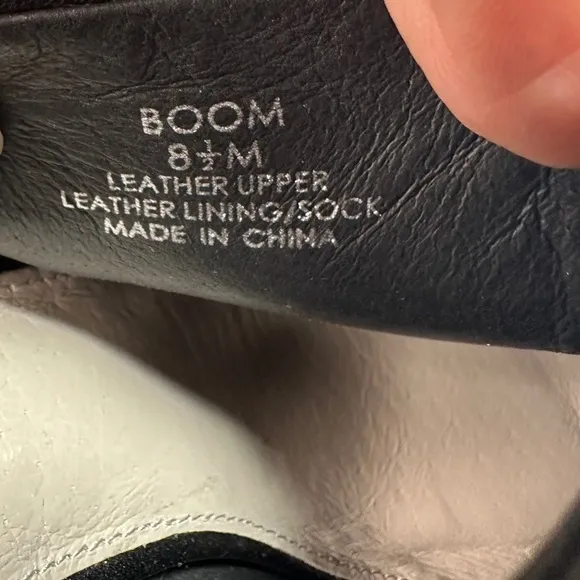 BOOM
8½M
LEATHER UPPER
LEATHER LINING/SOCK
MADE IN CHINA